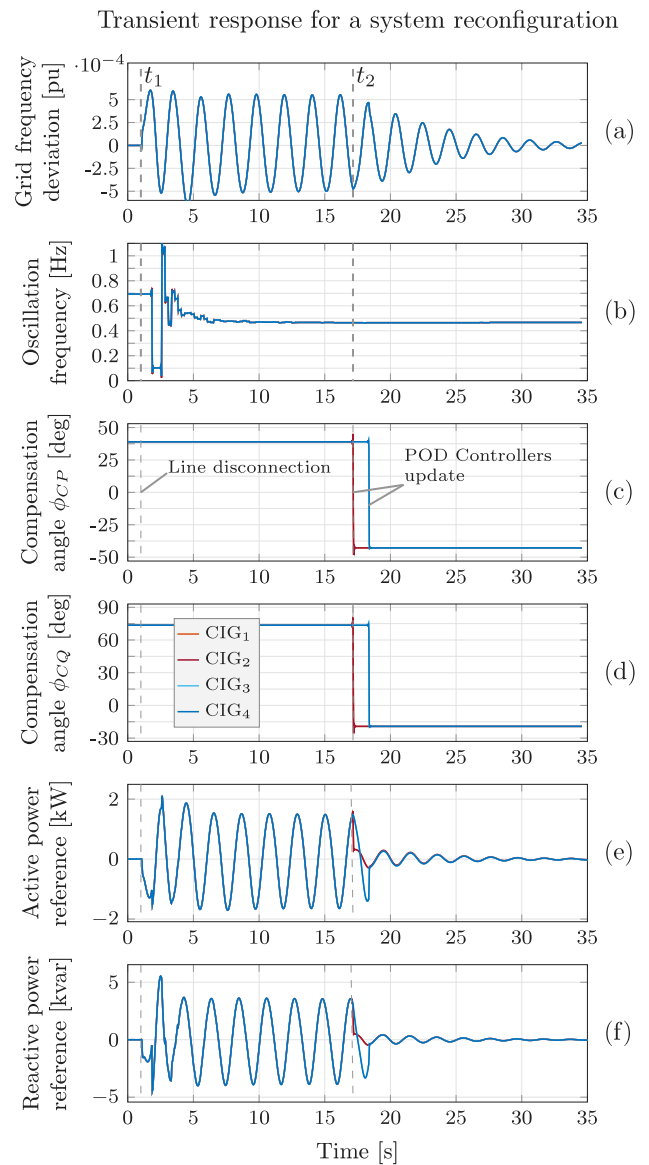 Transient response for a system reconfiguration
·10⁻⁴
Grid frequency
deviation [pu]
5
2.5
0
-2.5
-5
t₁
t₂
(a)
0 5 10 15 20 25 30 35
Oscillation
frequency [Hz]
1
0.8
0.6
0.4
0.2
0
(b)
0 5 10 15 20 25 30 35
Compensation
angle ϕCP [deg]
50
25
0
-25
-50
Line disconnection
POD Controllers
update
(c)
0 5 10 15 20 25 30 35
Compensation
angle ϕCQ [deg]
90
75
30
0
-30
CIG₁
CIG₂
CIG₃
CIG₄
(d)
0 5 10 15 20 25 30 35
Active power
reference [kW]
2
0
−2
(e)
0 5 10 15 20 25 30 35
Reactive power
reference [kvar]
5
0
−5
(f)
0 5 10 15 20 25 30 35
Time [s]